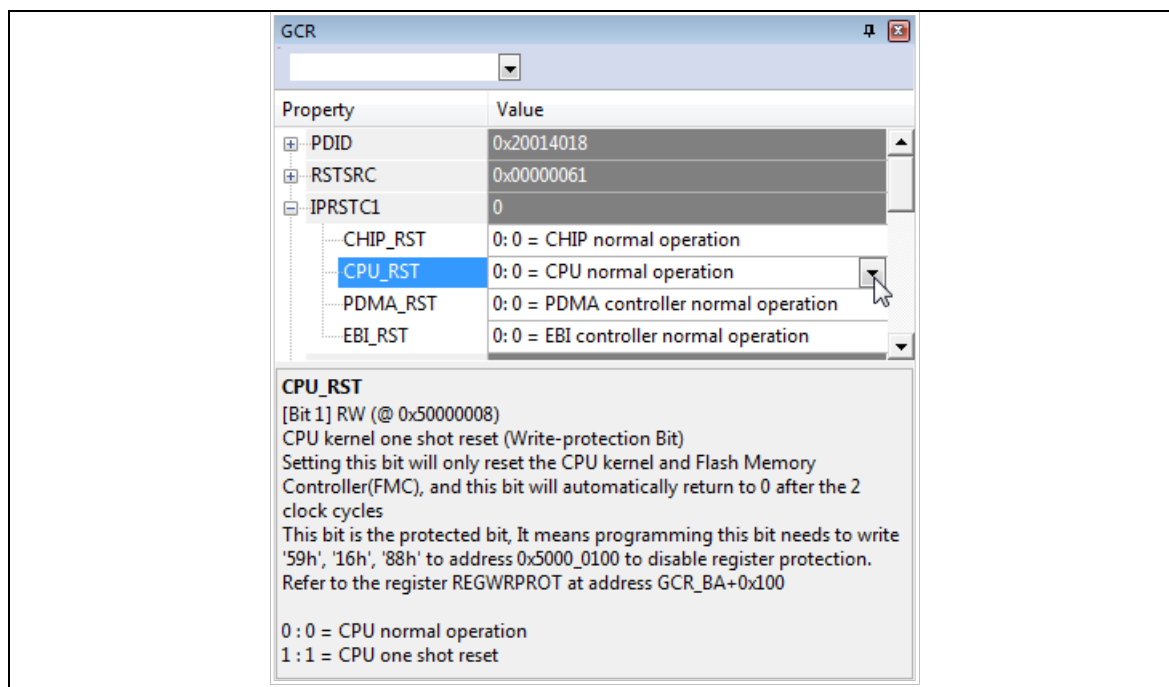 GCR
Property Value
PDID 0x20014018
RSTSRC 0x00000061
IPRSTC1 0
CHIP_RST 0: 0 = CHIP normal operation
CPU_RST 0: 0 = CPU normal operation
PDMA_RST 0: 0 = PDMA controller normal operation
EBI_RST 0: 0 = EBI controller normal operation
CPU_RST
[Bit 1] RW (@ 0x50000008)
CPU kernel one shot reset (Write-protection Bit)
Setting this bit will only reset the CPU kernel and Flash Memory
Controller(FMC), and this bit will automatically return to 0 after the 2
clock cycles
This bit is the protected bit, It means programming this bit needs to write
'59h', '16h', '88h' to address 0x5000_0100 to disable register protection.
Refer to the register REGWRPROT at address GCR_BA+0x100
0 : 0 = CPU normal operation
1 : 1 = CPU one shot reset